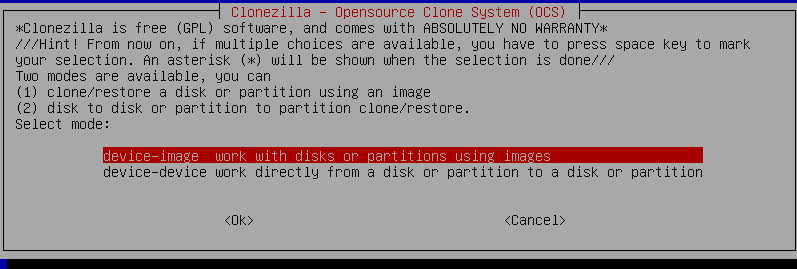 Clonezilla - Opensource Clone System (OCS)
*Clonezilla is free (GPL) software, and comes with ABSOLUTELY NO WARRANTY*
///Hint! From now on, if multiple choices are available, you have to press space key to mark
your selection. An asterisk (*) will be shown when the selection is done///
Two modes are available, you can
(1) clone/restore a disk or partition using an image
(2) disk to disk or partition to partition clone/restore.
Select mode:
device-image work with disks or partitions using images
device-device work directly from a disk or partition to a disk or partition
<Ok> <Cancel>